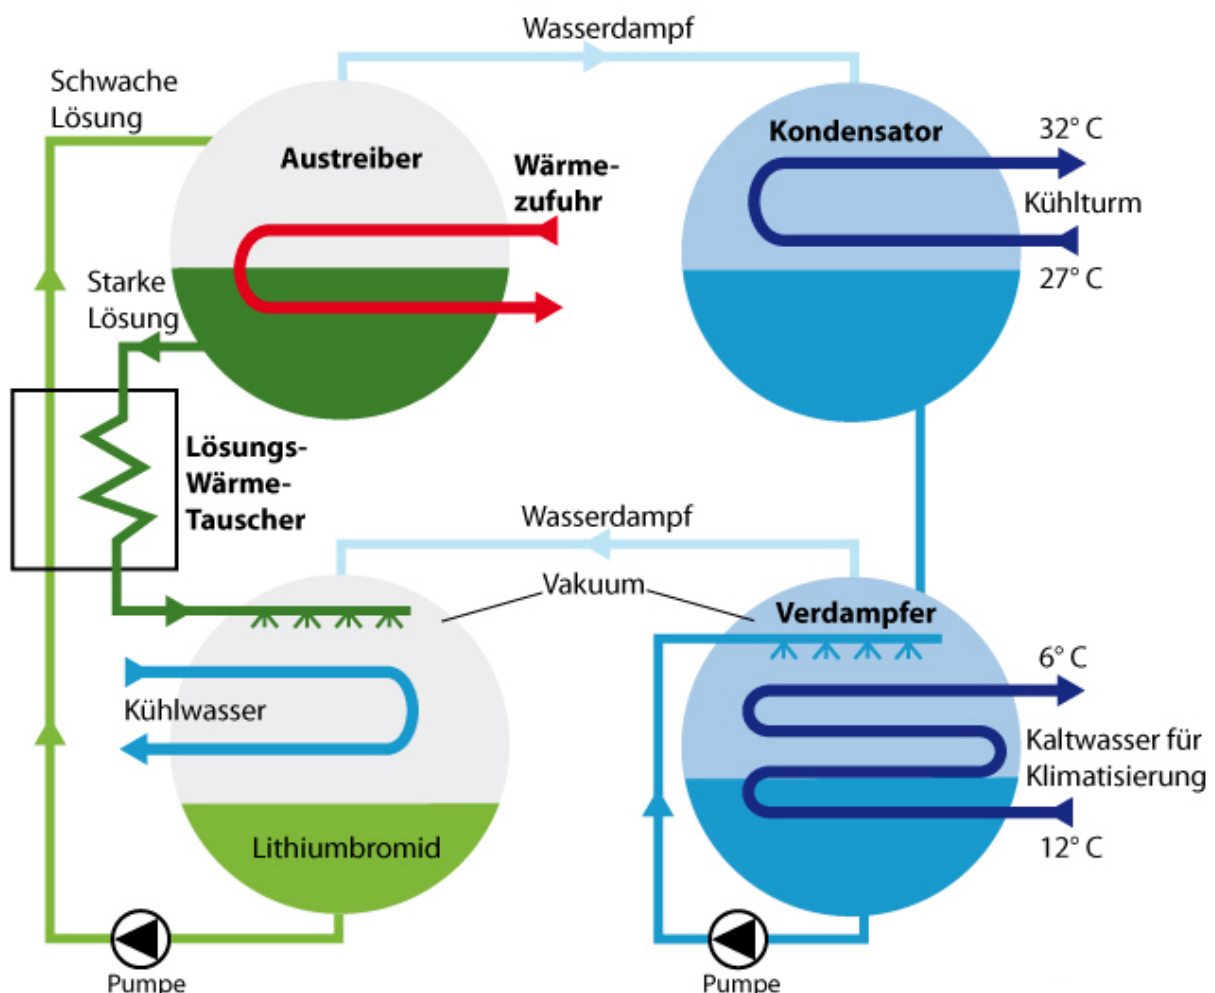 Wasserdampf
Schwache
Lösung
Austreiber
Wärme-
zufuhr
Kondensator
32° C
Kühlturm
27° C
Starke
Lösung
Lösungs-
Wärme-
Tauscher
Wasserdampf
Vakuum
Verdampfer
6° C
Kühlwasser
Kaltwasser für
Klimatisierung
12° C
Lithiumbromid
Pumpe
Pumpe